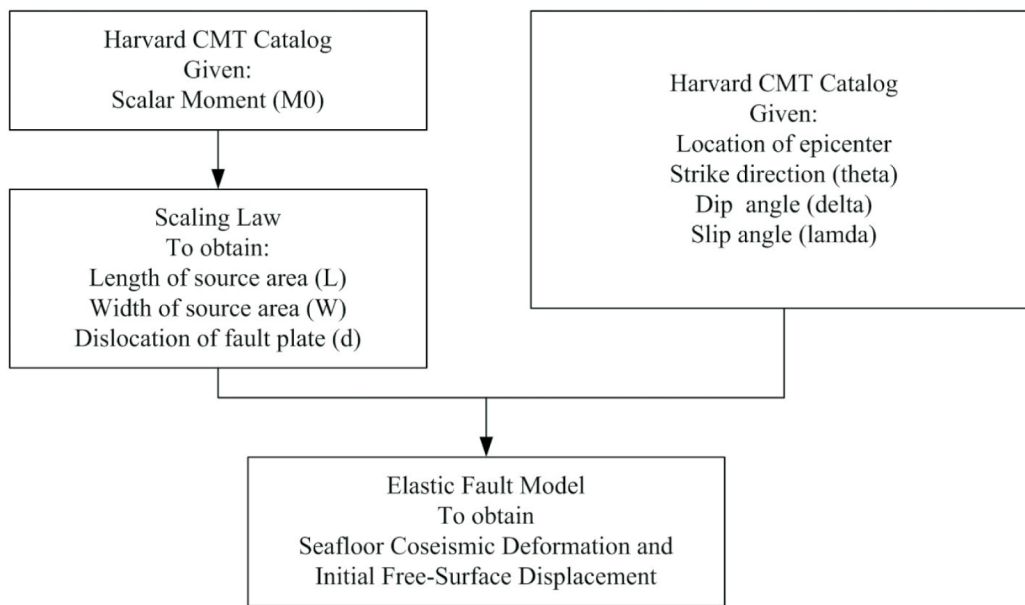 Harvard CMT Catalog
Given:
Scalar Moment (M0)
Scaling Law
To obtain:
Length of source area (L)
Width of source area (W)
Dislocation of fault plate (d)
Harvard CMT Catalog
Given:
Location of epicenter
Strike direction (theta)
Dip  angle (delta)
Slip angle (lamda)
Elastic Fault Model
To obtain
Seafloor Coseismic Deformation and
Initial Free-Surface Displacement